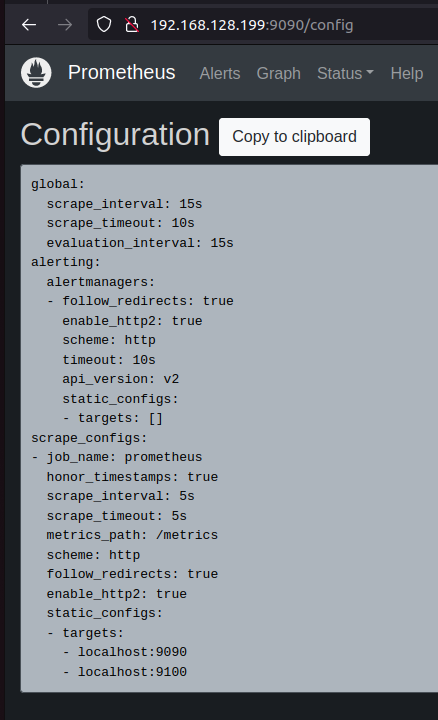 192.168.128.199:9090/config
Prometheus Alerts Graph Status Help
Configuration Copy to clipboard
global:
  scrape_interval: 15s
  scrape_timeout: 10s
  evaluation_interval: 15s
alerting:
  alertmanagers:
  - follow_redirects: true
    enable_http2: true
    scheme: http
    timeout: 10s
    api_version: v2
    static_configs:
    - targets: []
scrape_configs:
- job_name: prometheus
  honor_timestamps: true
  scrape_interval: 5s
  scrape_timeout: 5s
  metrics_path: /metrics
  scheme: http
  follow_redirects: true
  enable_http2: true
  static_configs:
  - targets:
    - localhost:9090
    - localhost:9100